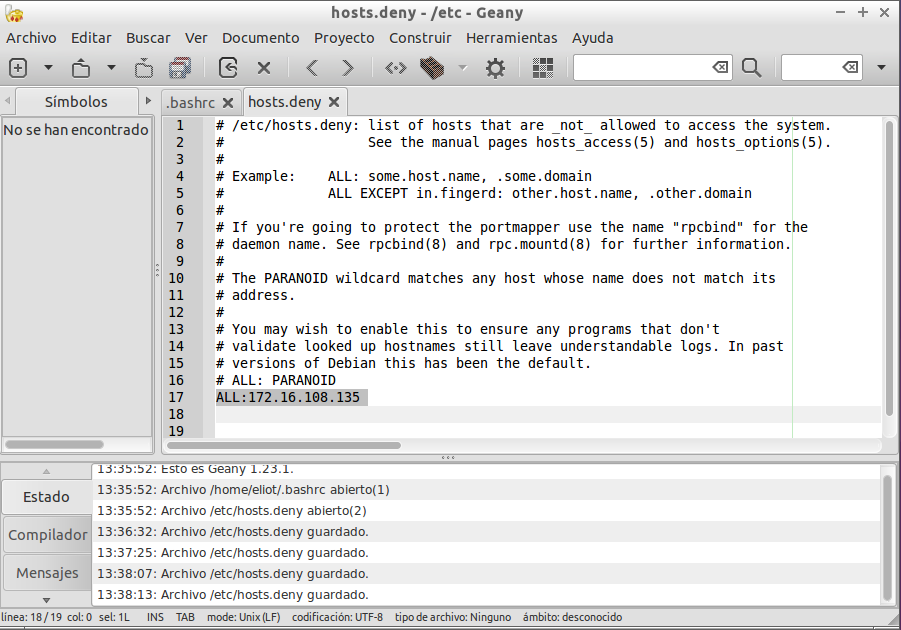 hosts.deny - /etc - Geany
Archivo Editar Buscar Ver Documento Proyecto Construir Herramientas Ayuda
Símbolos
.bashrc
hosts.deny
No se han encontrado
1 # /etc/hosts.deny: list of hosts that are _not_ allowed to access the system.
2 #                  See the manual pages hosts_access(5) and hosts_options(5).
3 #
4 # Example:    ALL: some.host.name, .some.domain
5 #             ALL EXCEPT in.fingerd: other.host.name, .other.domain
6 #
7 # If you're going to protect the portmapper use the name "rpcbind" for the
8 # daemon name. See rpcbind(8) and rpc.mountd(8) for further information.
9 #
10 # The PARANOID wildcard matches any host whose name does not match its
11 # address.
12 #
13 # You may wish to enable this to ensure any programs that don't
14 # validate looked up hostnames still leave understandable logs. In past
15 # versions of Debian this has been the default.
16 # ALL: PARANOID
17 ALL:172.16.108.135
18
19
Estado
Compilador
Mensajes
13:35:52: Esto es Geany 1.23.1.
13:35:52: Archivo /home/eliot/.bashrc abierto(1)
13:35:52: Archivo /etc/hosts.deny abierto(2)
13:36:32: Archivo /etc/hosts.deny guardado.
13:37:25: Archivo /etc/hosts.deny guardado.
13:38:07: Archivo /etc/hosts.deny guardado.
13:38:13: Archivo /etc/hosts.deny guardado.
línea: 18 / 19 col: 0 sel: 1L INS TAB mode: Unix (LF) codificación: UTF-8 tipo de archivo: Ninguno ámbito: desconocido